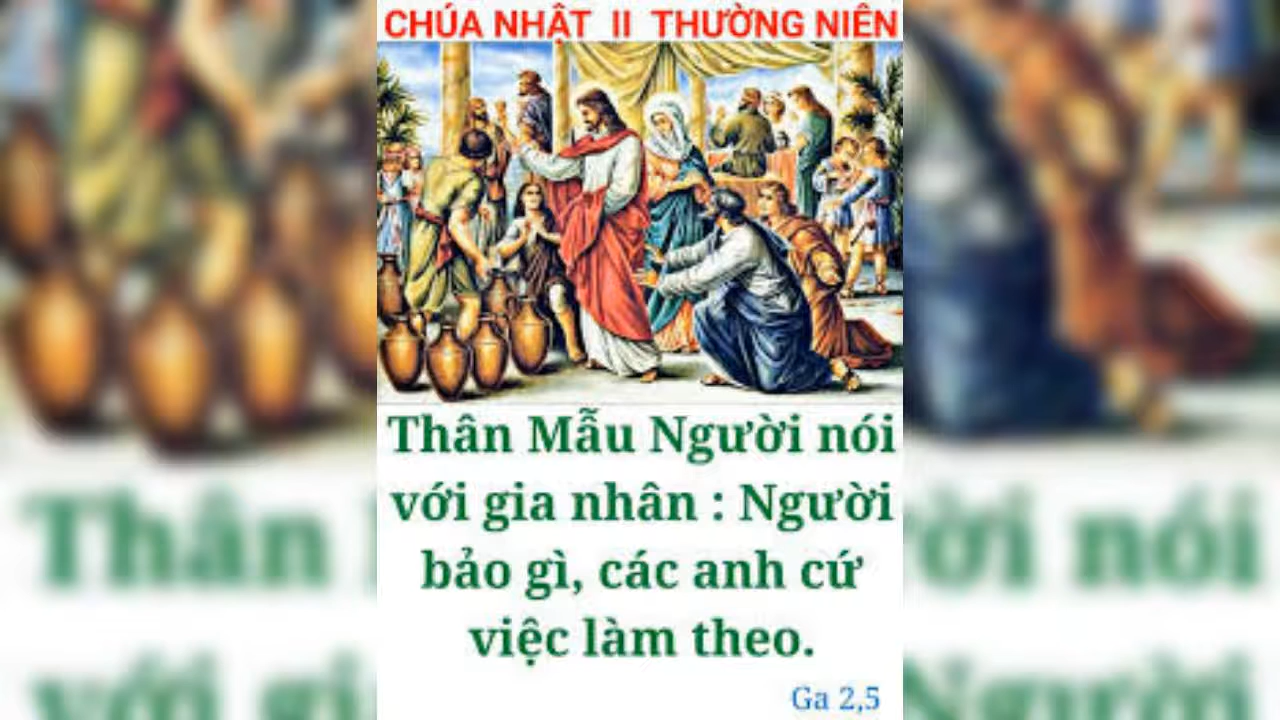 CHÚA NHẬT II THƯỜNG NIÊN
Thân Mẫu Người nói
với gia nhân : Người
bảo gì, các anh cứ
việc làm theo.
Ga 2,5